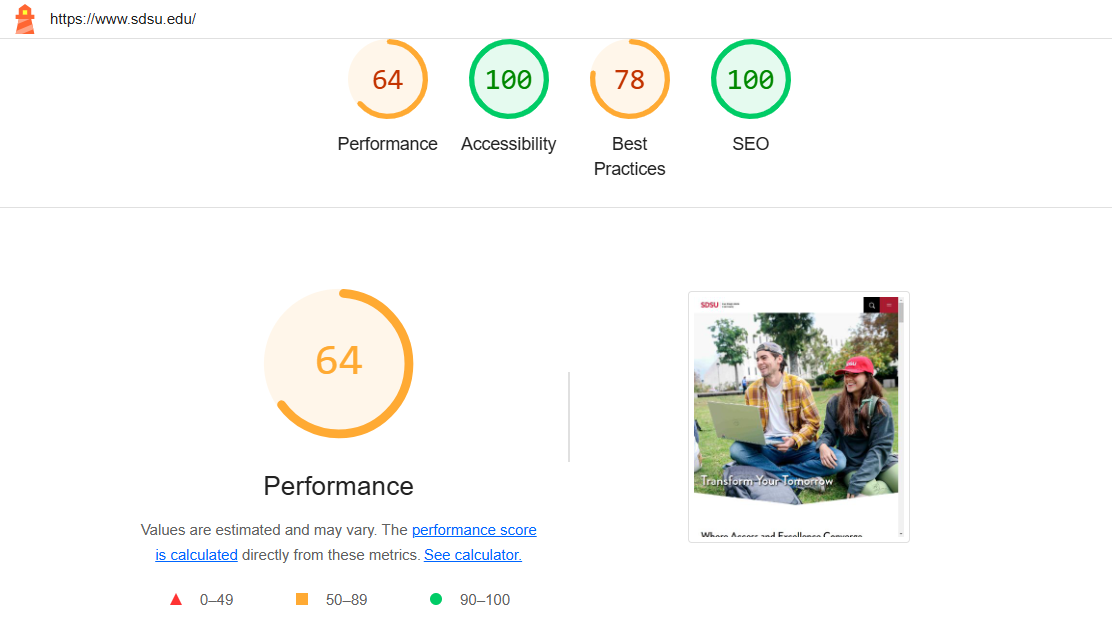 https://www.sdsu.edu/
64
100
78
100
Performance
Accessibility
Best
Practices
SEO
64
Performance
Values are estimated and may vary. The performance score
is calculated directly from these metrics. See calculator.
0–49
50–89
90–100
SDSU
Transform Your Tomorrow
Where Access and Excellence Converge